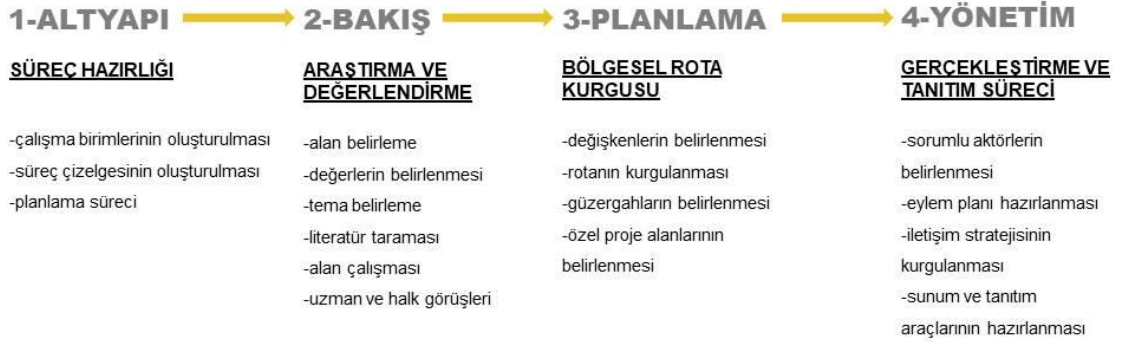 1-ALTYAPI
2-BAKIŞ
3-PLANLAMA
4-YÖNETİM
SÜREÇ HAZIRLIĞI
-çalışma birimlerinin oluşturulması
-süreç çizelgesinin oluşturulması
-planlama süreci
ARAŞTIRMA VE
DEĞERLENDİRME
-alan belirleme
-değerlerin belirlenmesi
-tema belirleme
-literatür taraması
-alan çalışması
-uzman ve halk görüşleri
BÖLGESEL ROTA
KURGUSU
-değişkenlerin belirlenmesi
-rotanın kurgulanması
-güzergahların belirlenmesi
-özel proje alanlarının
belirlenmesi
GERÇEKLEŞTİRME VE
TANITIM SÜRECİ
-sorumlu aktörlerin
belirlenmesi
-eylem planı hazırlanması
-iletişim stratejisinin
kurgulanması
-sunum ve tanıtım
araçlarının hazırlanması